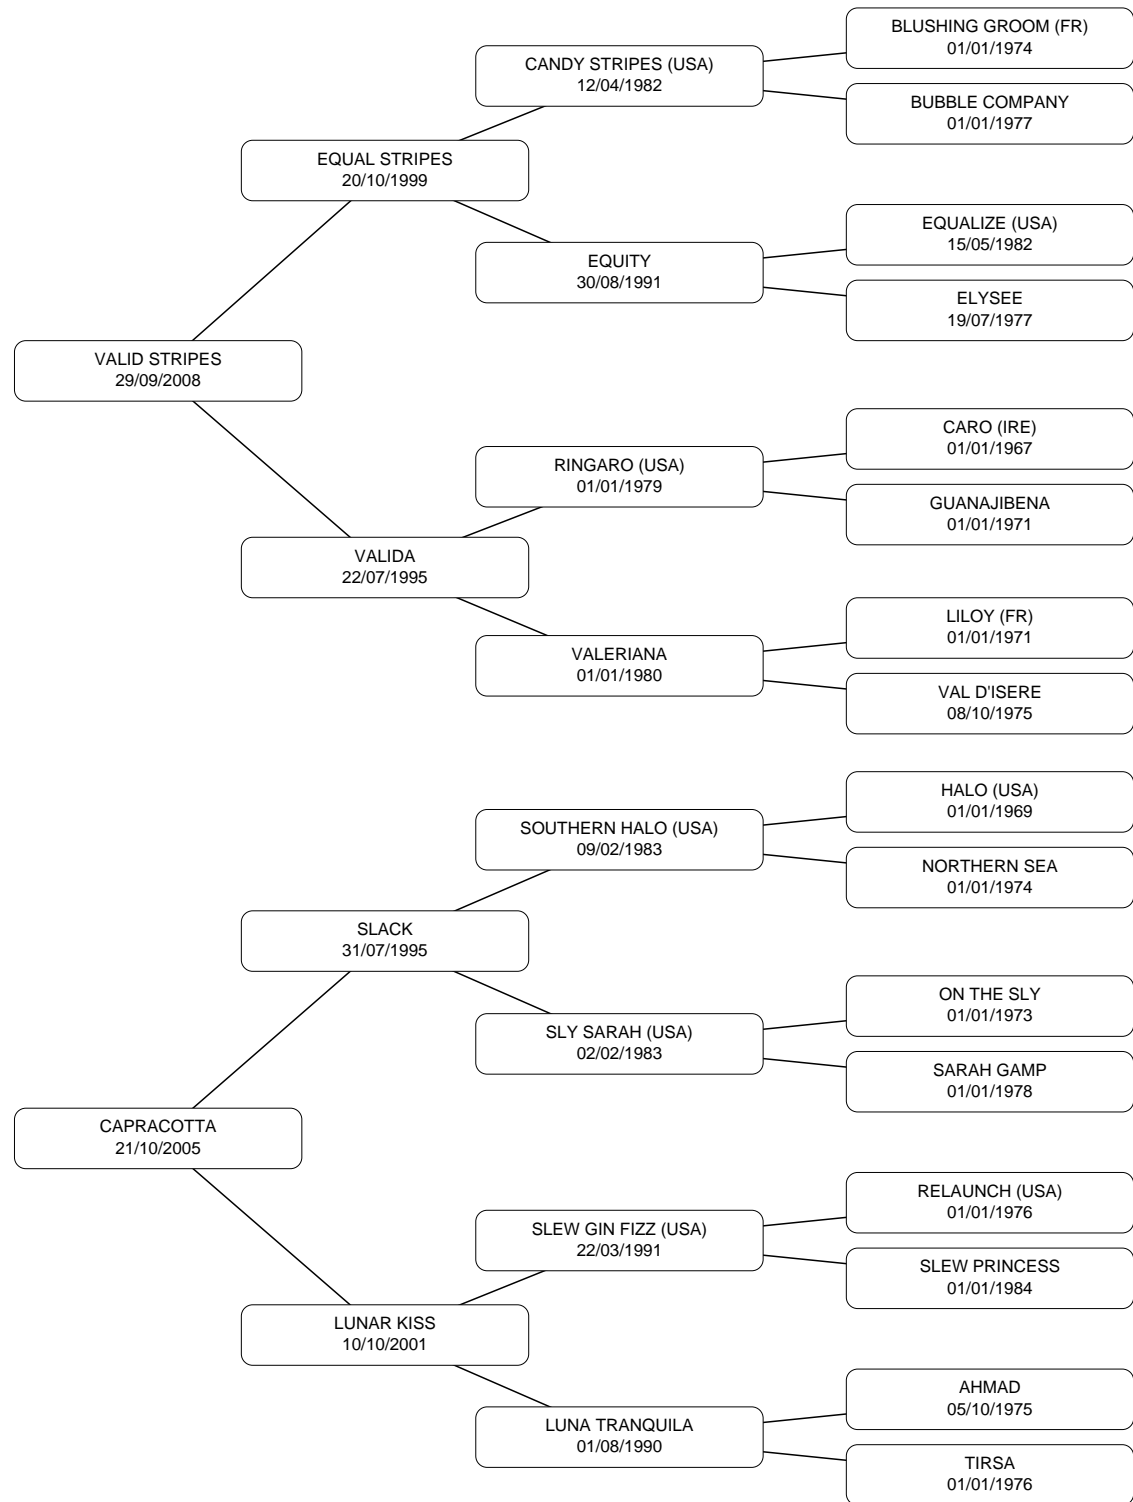 BLUSHING GROOM (FR)
01/01/1974
CANDY STRIPES (USA)
12/04/1982
BUBBLE COMPANY
01/01/1977
EQUAL STRIPES
20/10/1999
EQUALIZE (USA)
15/05/1982
EQUITY
30/08/1991
ELYSEE
19/07/1977
VALID STRIPES
29/09/2008
CARO (IRE)
01/01/1967
RINGARO (USA)
01/01/1979
GUANAJIBENA
01/01/1971
VALIDA
22/07/1995
LILOY (FR)
01/01/1971
VALERIANA
01/01/1980
VAL D'ISERE
08/10/1975
HALO (USA)
01/01/1969
SOUTHERN HALO (USA)
09/02/1983
NORTHERN SEA
01/01/1974
SLACK
31/07/1995
ON THE SLY
01/01/1973
SLY SARAH (USA)
02/02/1983
SARAH GAMP
01/01/1978
CAPRACOTTA
21/10/2005
RELAUNCH (USA)
01/01/1976
SLEW GIN FIZZ (USA)
22/03/1991
SLEW PRINCESS
01/01/1984
LUNAR KISS
10/10/2001
AHMAD
05/10/1975
LUNA TRANQUILA
01/08/1990
TIRSA
01/01/1976